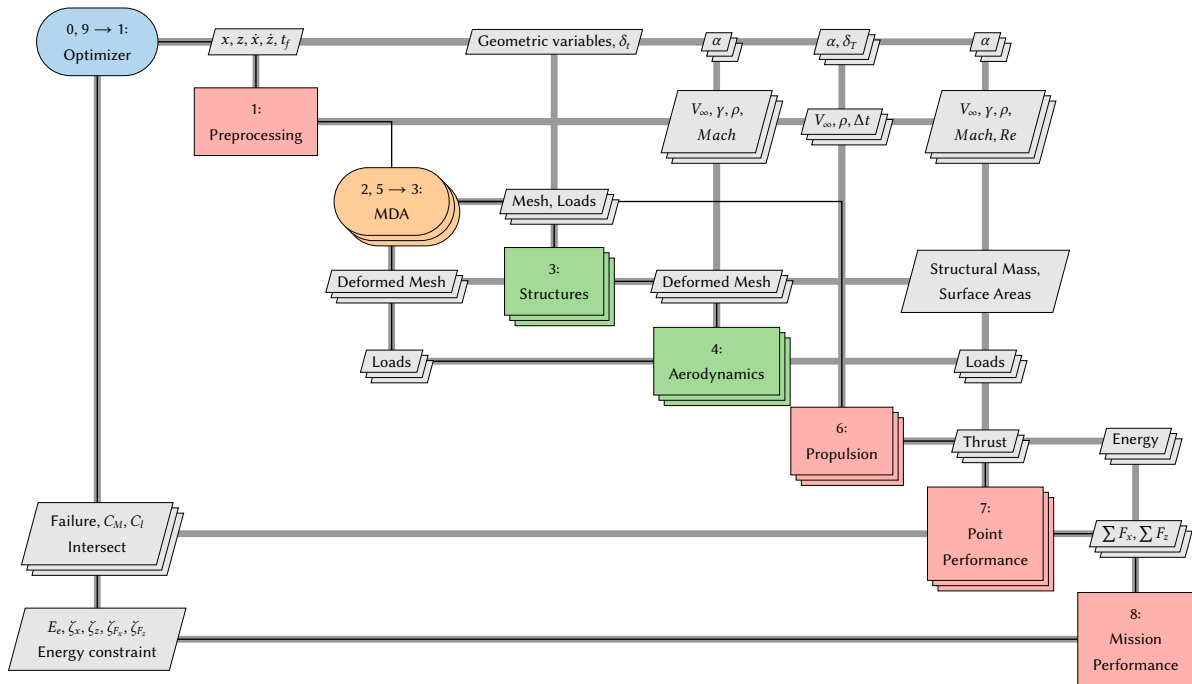 0, 9 → 1:
Optimizer
x, z, ẋ, ż, t_f
Geometric variables, δ_t
α
α, δ_T
α
1:
Preprocessing
V_∞, γ, ρ,
Mach
V_∞, ρ, Δt
V_∞, γ, ρ,
Mach, Re
2, 5 → 3:
MDA
Mesh, Loads
Deformed Mesh
3:
Structures
Deformed Mesh
Structural Mass,
Surface Areas
Loads
4:
Aerodynamics
Loads
6:
Propulsion
Thrust
Energy
Failure, C_M, C_l
Intersect
7:
Point
Performance
∑ F_x, ∑ F_z
E_e, ζ_x, ζ_z, ζ_{F_x}, ζ_{F_z}
Energy constraint
8:
Mission
Performance